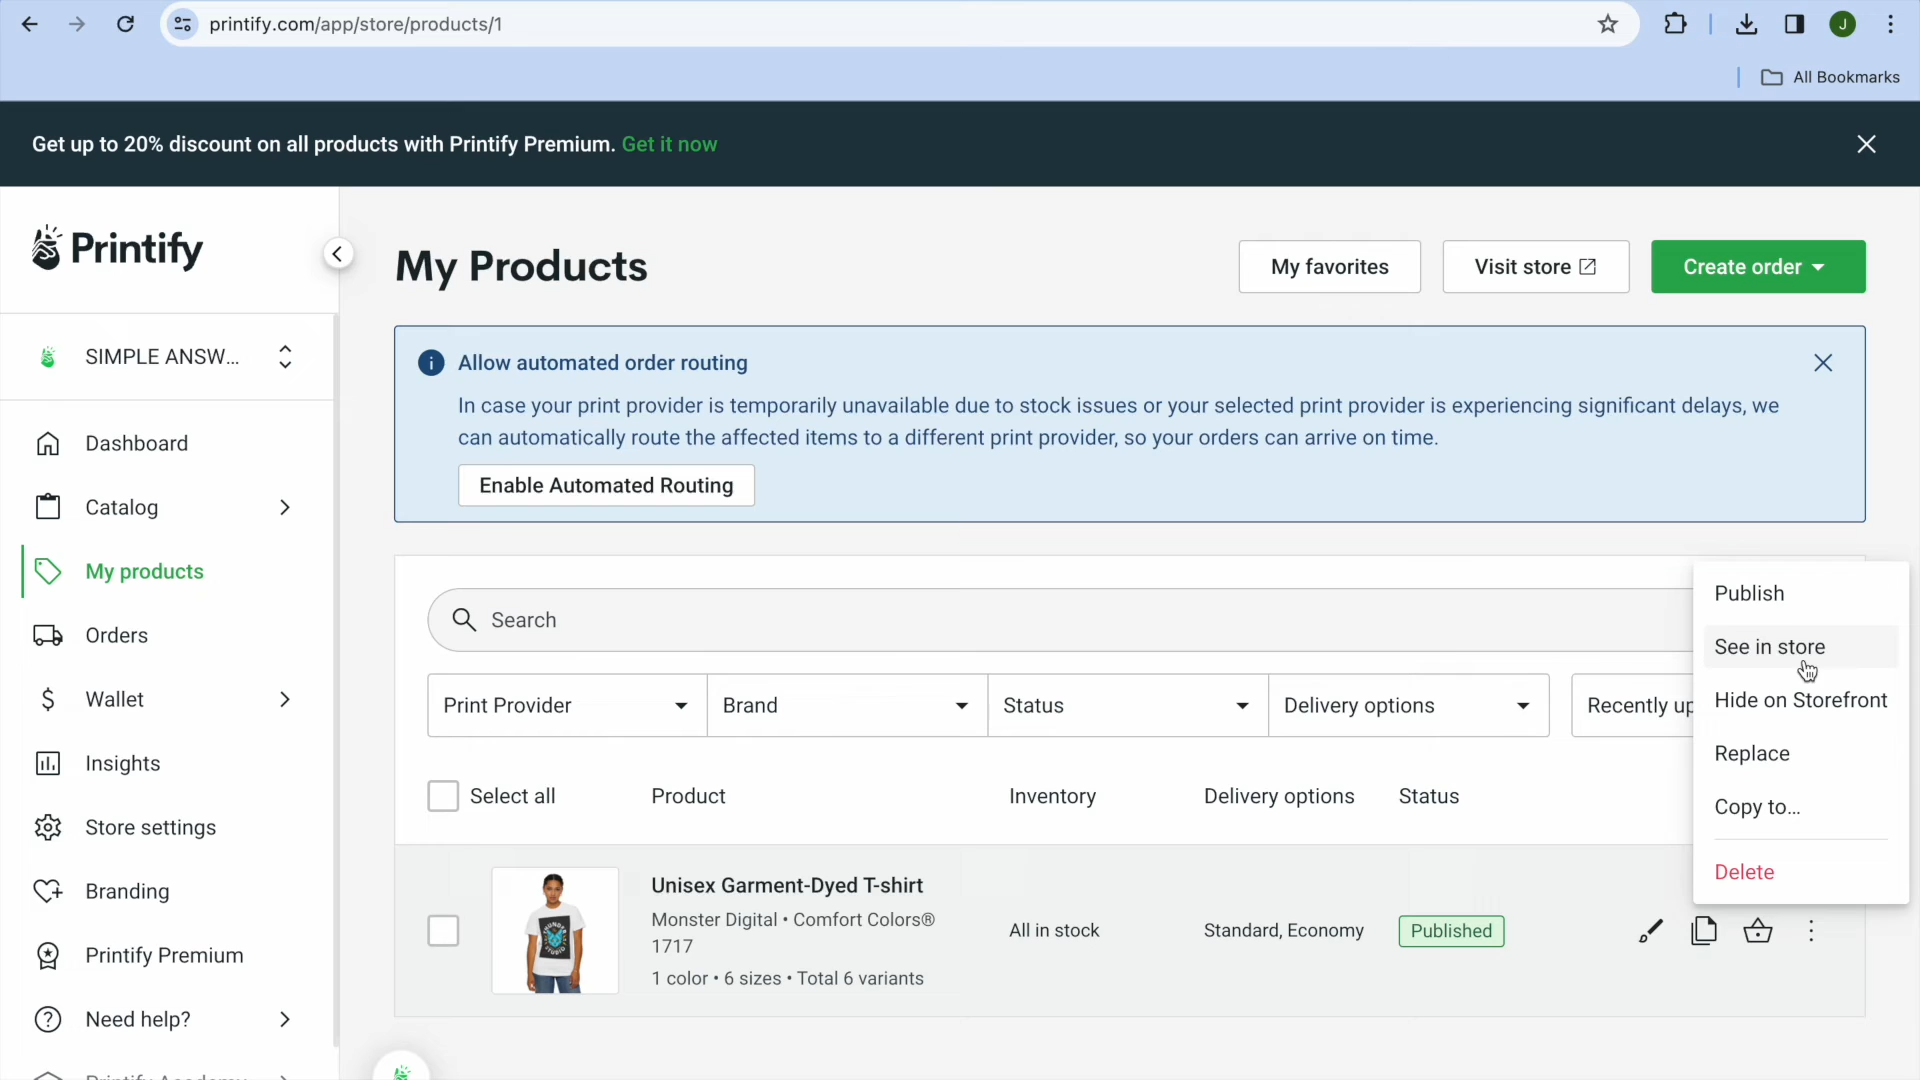 printify.com/app/store/products/1
J
All Bookmarks
Get up to 20% discount on all products with Printify Premium. Get it now
Printify
SIMPLE ANSW...
Dashboard
Catalog
My products
Orders
Wallet
Insights
Store settings
Branding
Printify Premium
Need help?
My Products
My favorites
Visit store
Create order
Allow automated order routing
In case your print provider is temporarily unavailable due to stock issues or your selected print provider is experiencing significant delays, we
can automatically route the affected items to a different print provider, so your orders can arrive on time.
Enable Automated Routing
Search
Print Provider
Brand
Status
Delivery options
Recently up
Select all
Product
Inventory
Delivery options
Status
Unisex Garment-Dyed T-shirt
Monster Digital • Comfort Colors®
1717
1 color • 6 sizes • Total 6 variants
All in stock
Standard, Economy
Published
Publish
See in store
Hide on Storefront
Replace
Copy to...
Delete